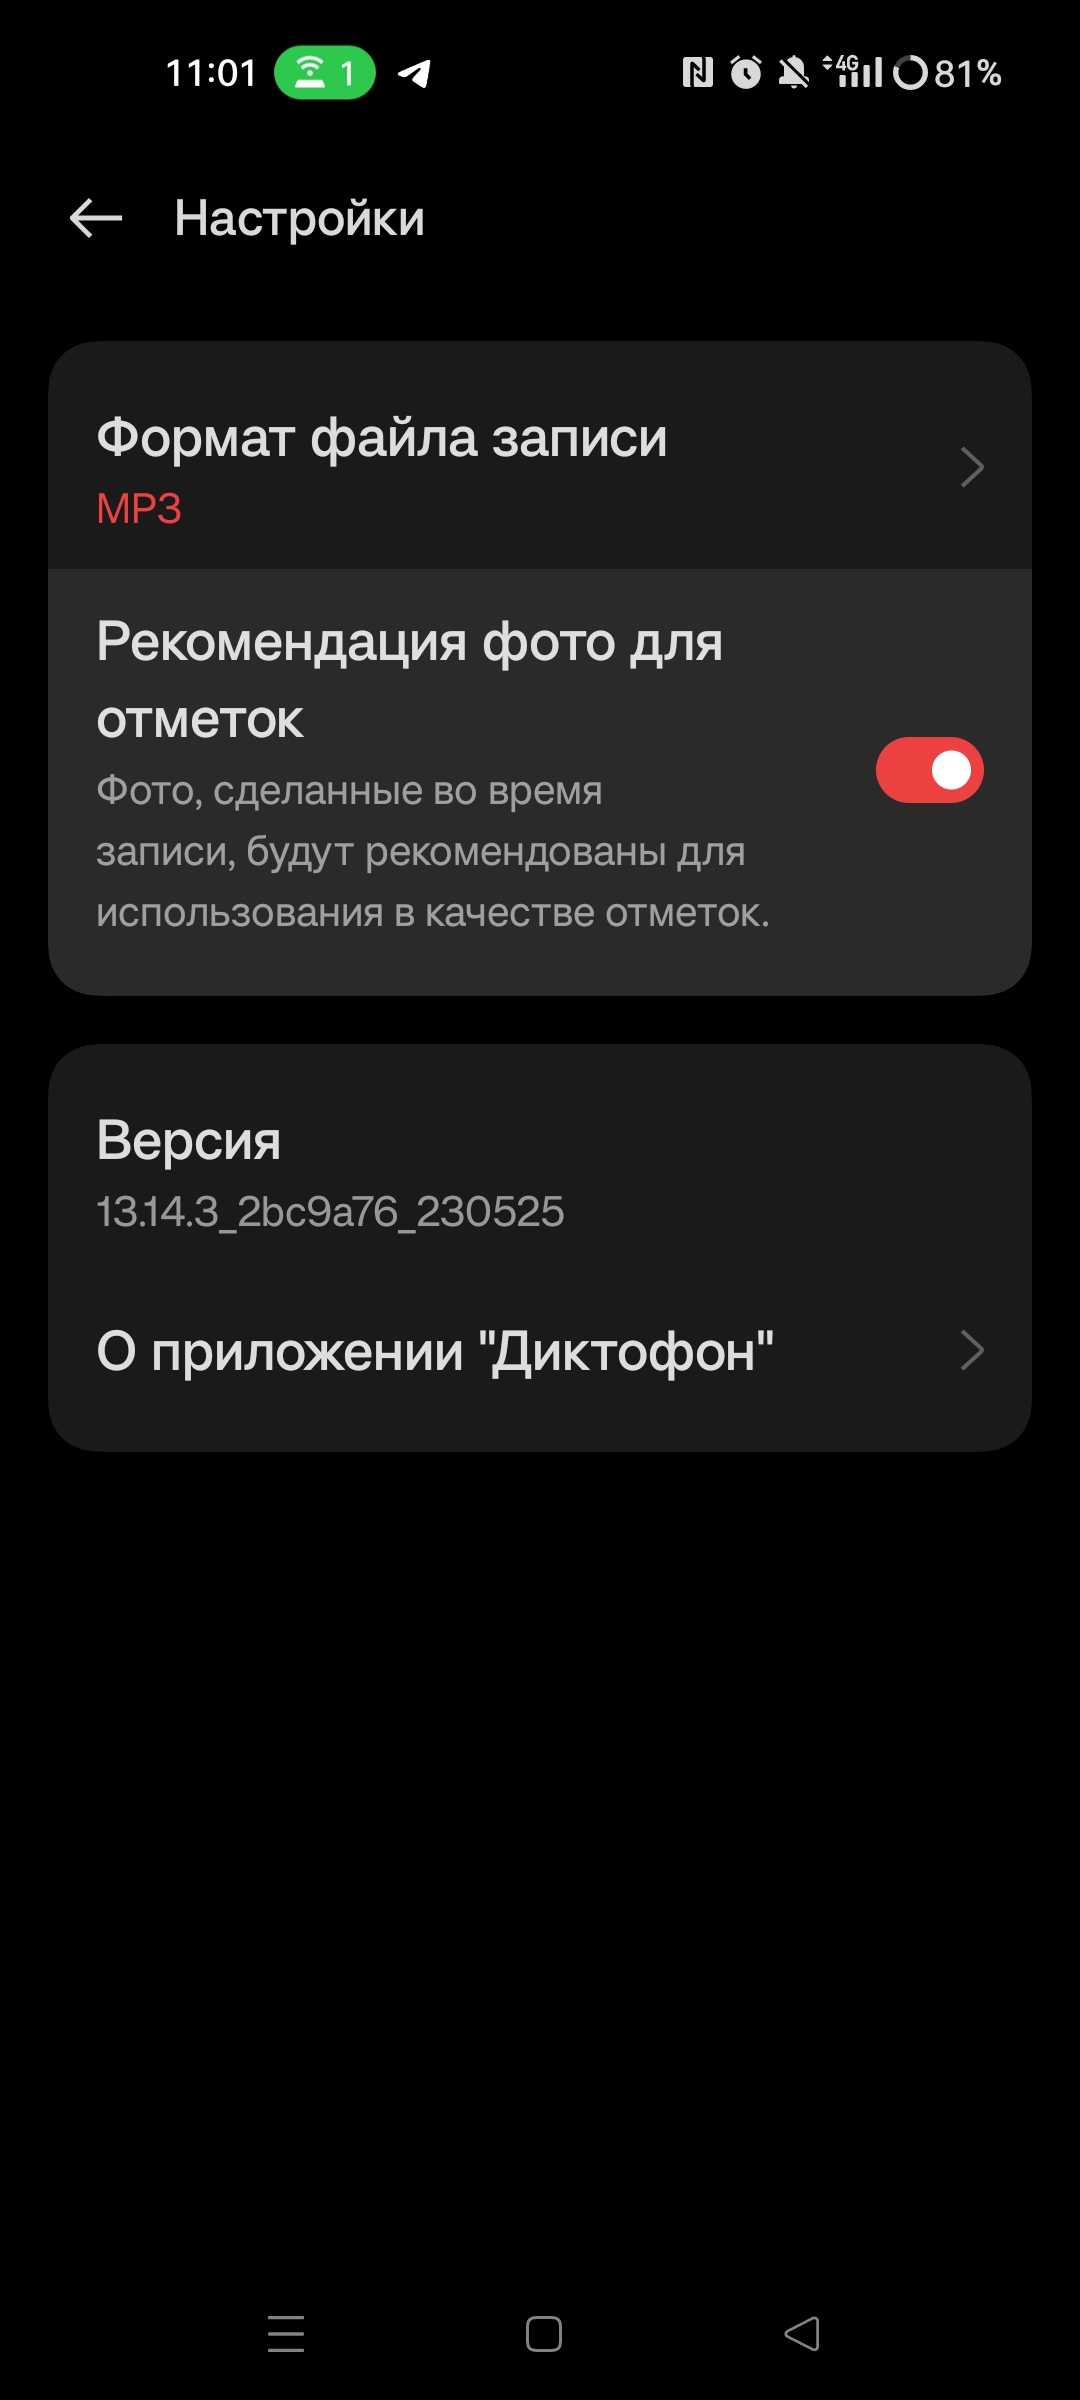 11:01 1 4G 81%
Настройки
Формат файла записи
MP3
Рекомендация фото для
отметок
Фото, сделанные во время
записи, будут рекомендованы для
использования в качестве отметок.
Версия
13.14.3_2bc9a76_230525
О приложении "Диктофон"